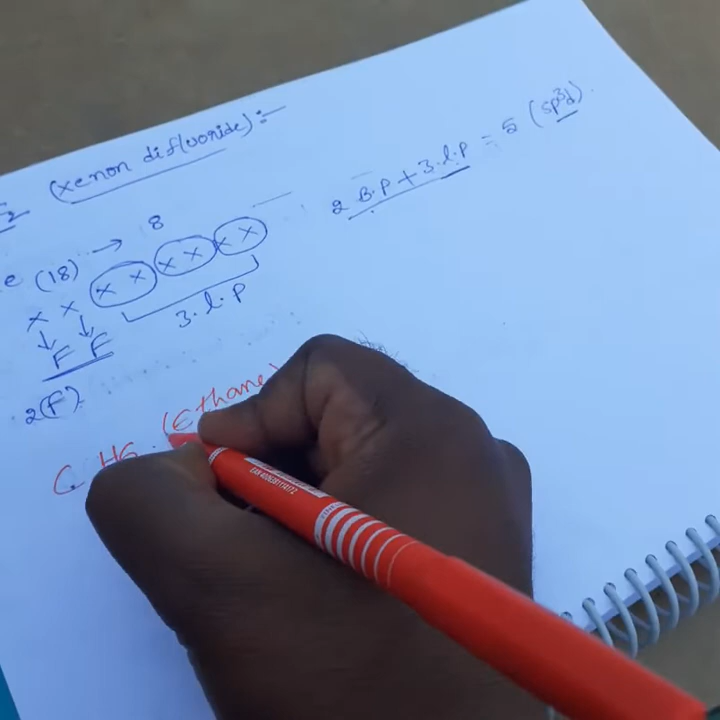 (xenon difluoride):-
e (18) → 8
x x x x x x x x
F F
3.l.p
2(F)
2 B.P + 3.l.p = 5 (sp³d).
C H6 (Ethane)